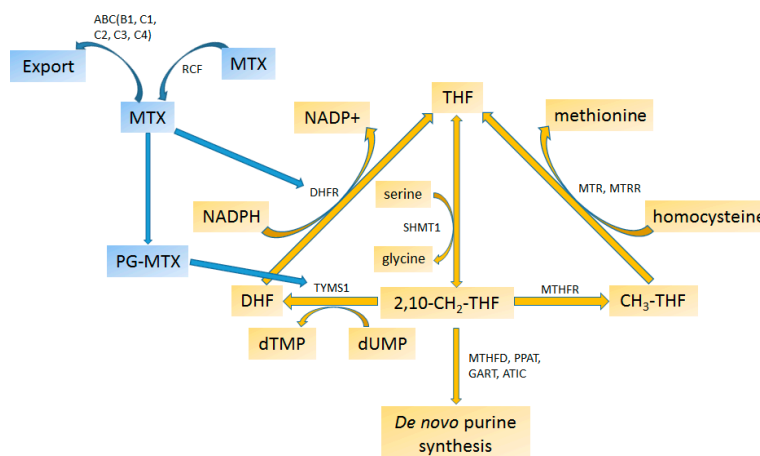 ABC(B1, C1,
C2, C3, C4)
Export
RCF
MTX
MTX
THF
NADP+
methionine
DHFR
serine
MTR, MTRR
NADPH
SHMT1
homocysteine
glycine
PG-MTX
TYMS1
MTHFR
DHF
2,10-CH₂-THF
CH₃-THF
dTMP
dUMP
MTHFD, PPAT,
GART, ATIC
De novo purine
synthesis